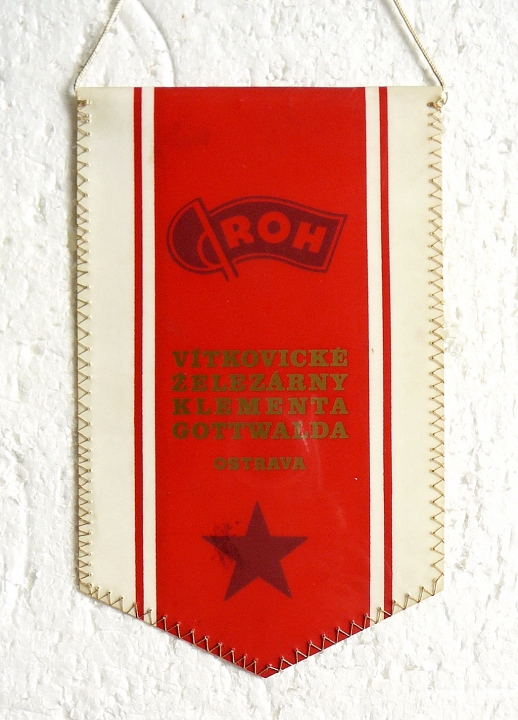 ROH
VÍTKOVICKÉ
ŽELEZÁRNY
KLEMENTA
GOTTWALDA
OSTRAVA